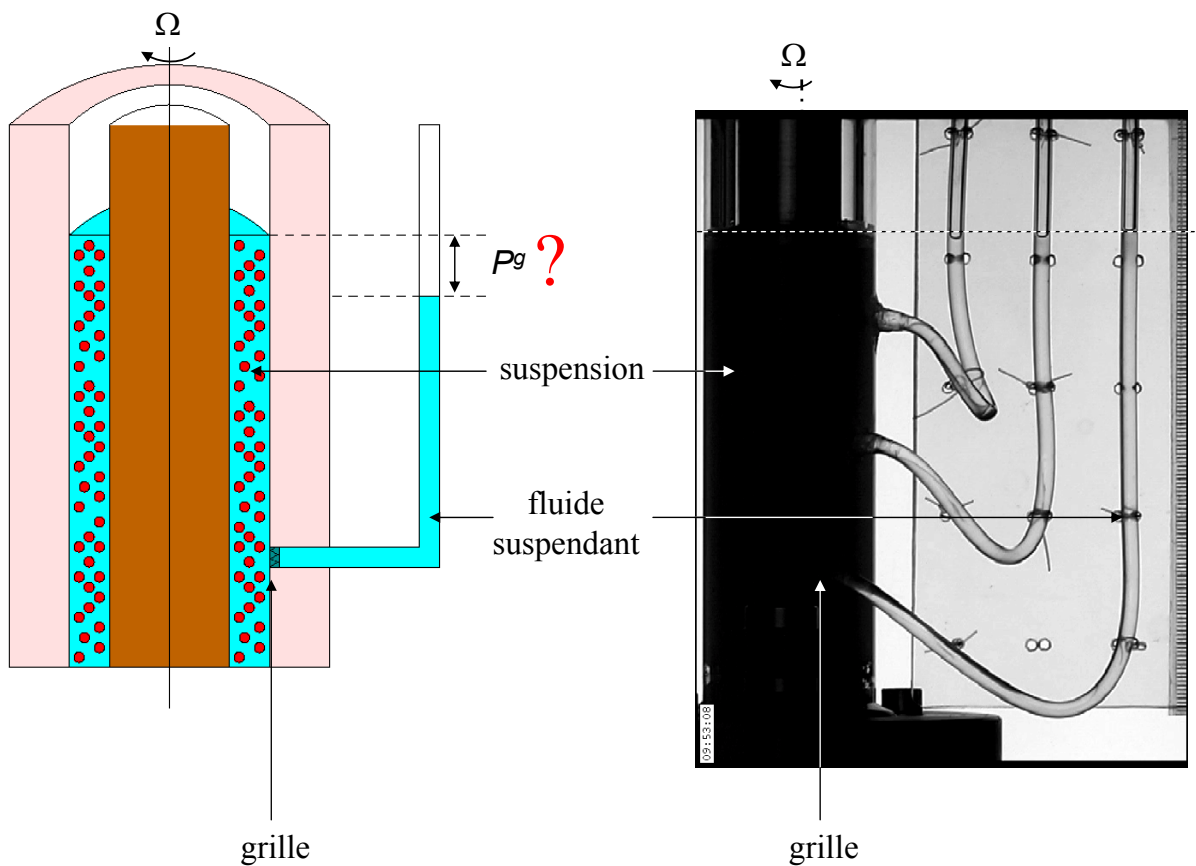 Ω
Ω
Pg ?
suspension
fluide
suspendant
09:53:08
grille
grille